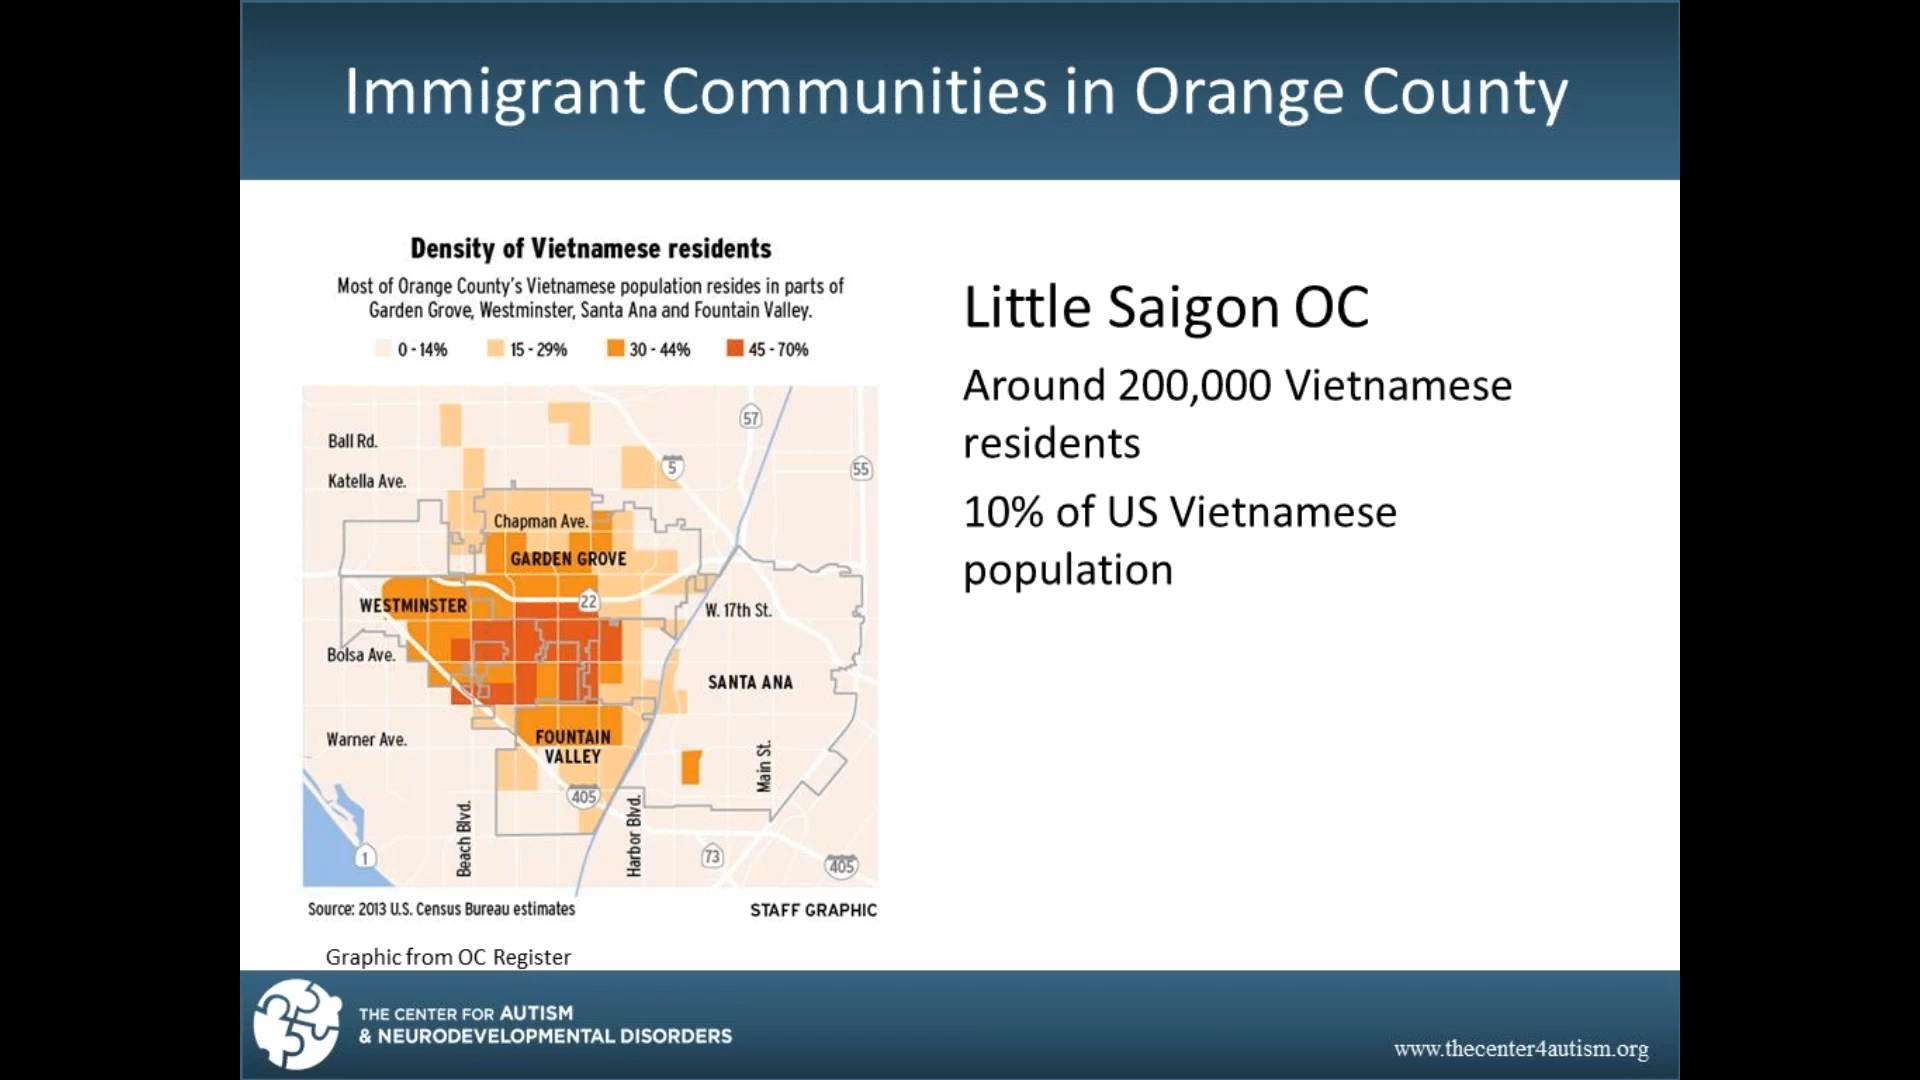 Immigrant Communities in Orange County
Density of Vietnamese residents
Most of Orange County's Vietnamese population resides in parts of
Garden Grove, Westminster, Santa Ana and Fountain Valley.
0 - 14% 15 - 29% 30 - 44% 45 - 70%
57
Ball Rd.
5
55
Katella Ave.
Chapman Ave.
GARDEN GROVE
22
WESTMINSTER
W. 17th St.
Bolsa Ave.
SANTA ANA
Warner Ave.
FOUNTAIN
VALLEY
Main St.
405
Beach Blvd.
Harbor Blvd.
1
73
405
Source: 2013 U.S. Census Bureau estimates
STAFF GRAPHIC
Graphic from OC Register
Little Saigon OC
Around 200,000 Vietnamese
residents
10% of US Vietnamese
population
THE CENTER FOR AUTISM
& NEURODEVELOPMENTAL DISORDERS
www.thecenter4autism.org